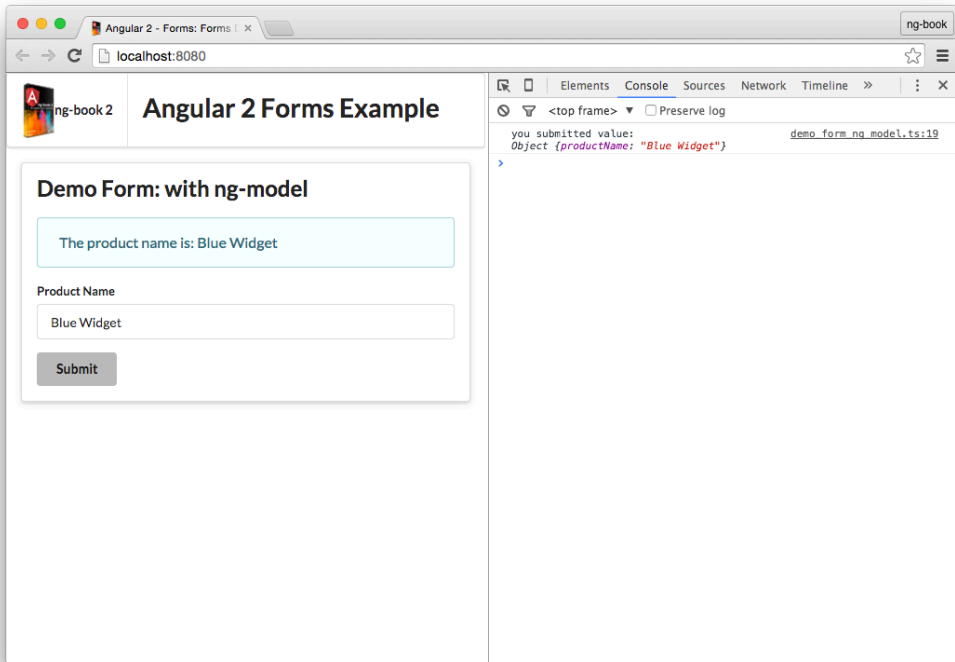 Angular 2 - Forms: Forms
ng-book
localhost:8080
ng-book 2
Angular 2 Forms Example
Demo Form: with ng-model
The product name is: Blue Widget
Product Name
Blue Widget
Submit
Elements Console Sources Network Timeline »
<top frame> ▼ Preserve log
you submitted value: demo_form_ng_model.ts:19
Object {productName: "Blue Widget"}
>